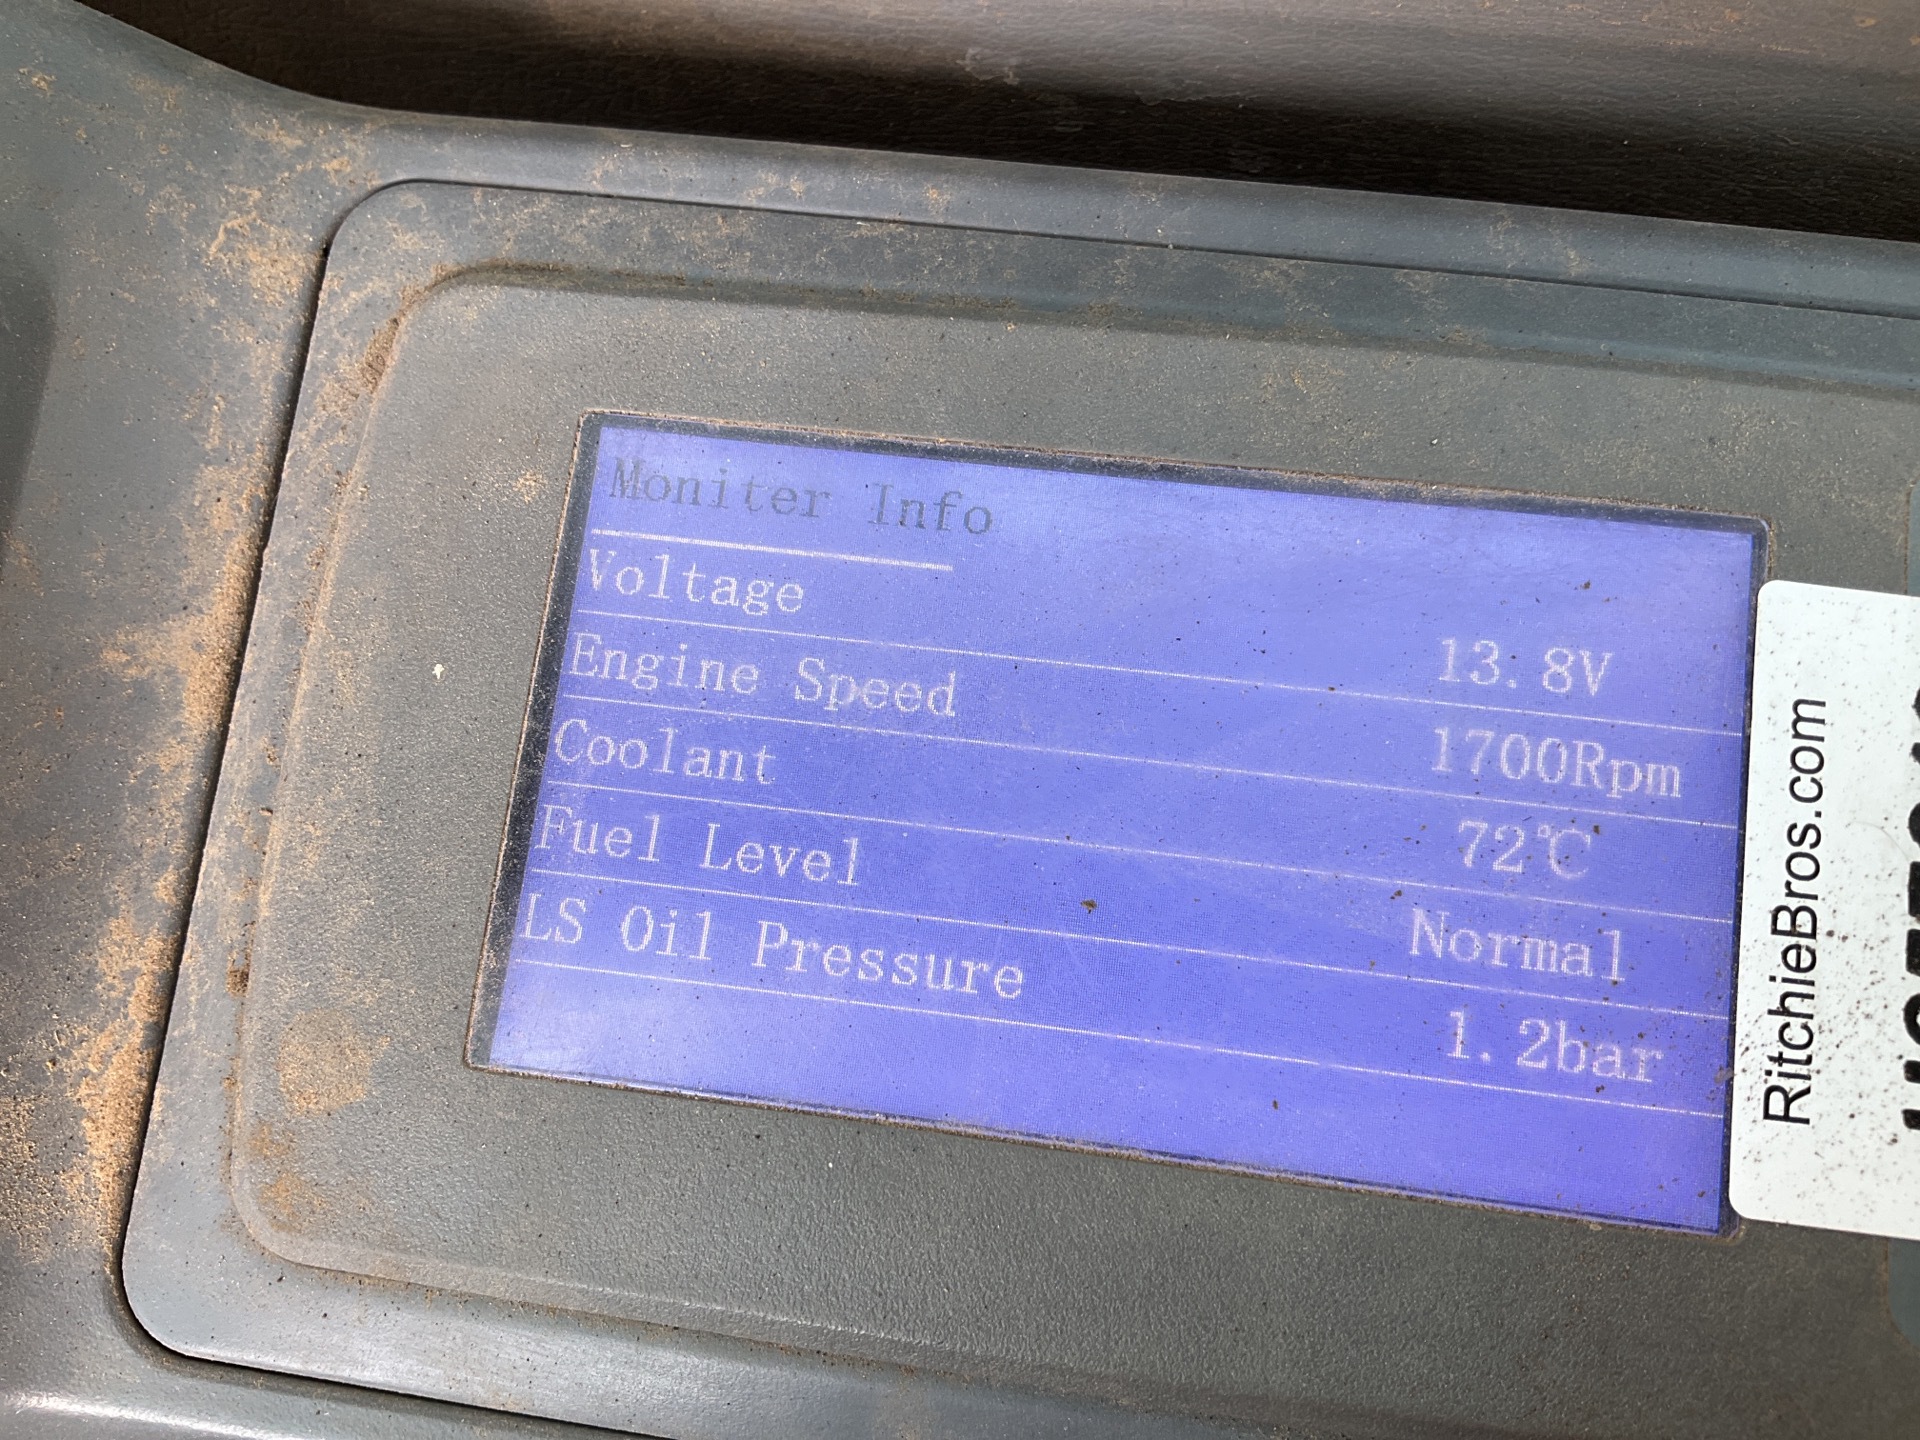 Moniter Info
Voltage 13.8V
Engine Speed 1700Rpm
Coolant 72℃
Fuel Level Normal
LS Oil Pressure 1.2bar
RitchieBros.com